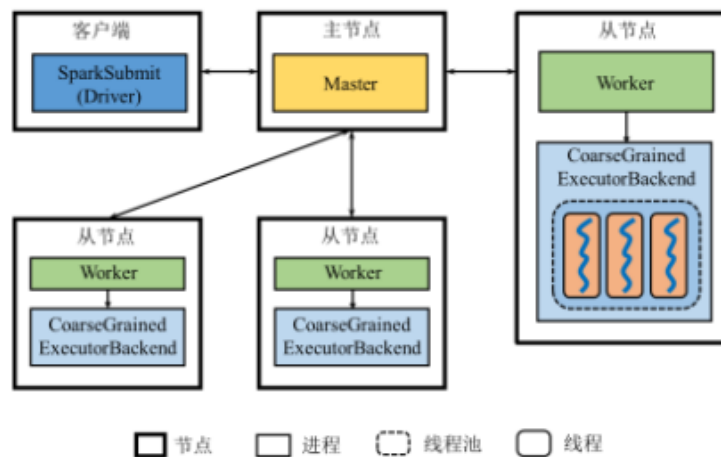 客户端
SparkSubmit
(Driver)
主节点
Master
从节点
Worker
CoarseGrained
ExecutorBackend
从节点
Worker
CoarseGrained
ExecutorBackend
从节点
Worker
CoarseGrained
ExecutorBackend
节点
进程
线程池
线程